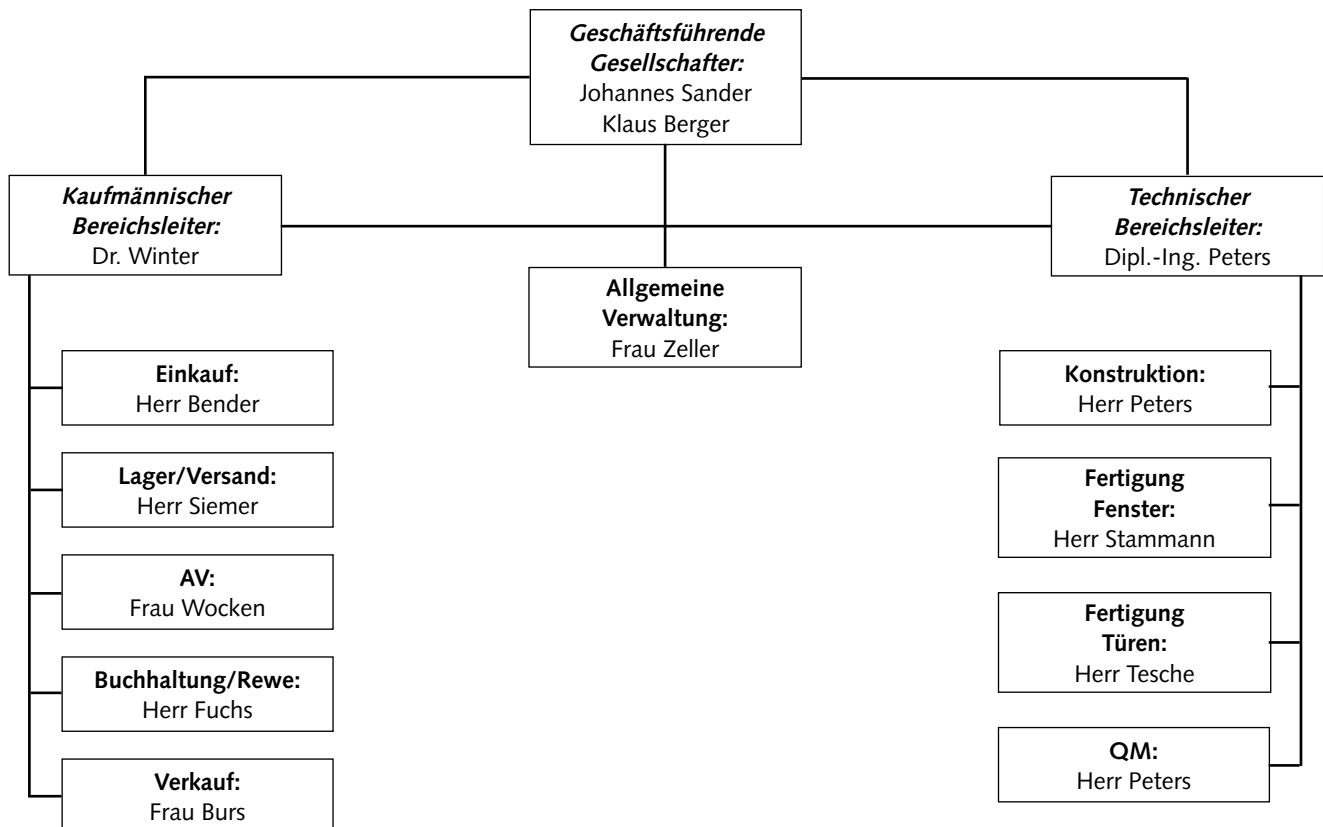 Geschäftsführende
Gesellschafter:
Johannes Sander
Klaus Berger
Kaufmännischer
Bereichsleiter:
Dr. Winter
Technischer
Bereichsleiter:
Dipl.-Ing. Peters
Allgemeine
Verwaltung:
Frau Zeller
Einkauf:
Herr Bender
Lager/Versand:
Herr Siemer
AV:
Frau Wocken
Buchhaltung/Rewe:
Herr Fuchs
Verkauf:
Frau Burs
Konstruktion:
Herr Peters
Fertigung
Fenster:
Herr Stammann
Fertigung
Türen:
Herr Tesche
QM:
Herr Peters